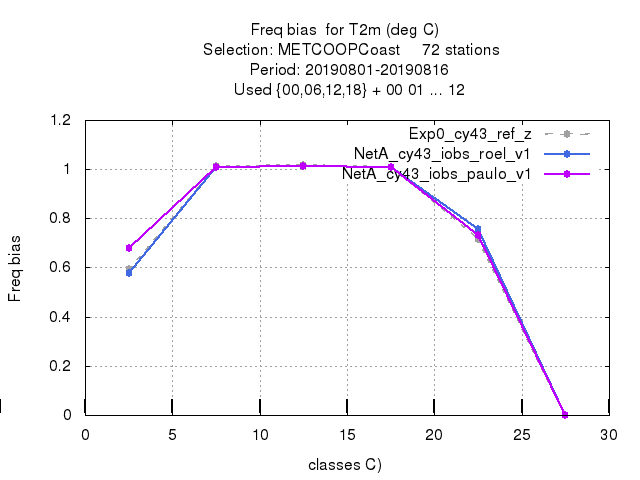 Freq bias  for T2m (deg C)
Selection: METCOOPCoast     72 stations
Period: 20190801-20190816
Used {00,06,12,18} + 00 01 ... 12
Exp0_cy43_ref_z
NetA_cy43_iobs_roel_v1
NetA_cy43_iobs_paulo_v1
1.2
1
0.8
0.6
0.4
0.2
0
Freq bias
0 5 10 15 20 25 30
classes C)